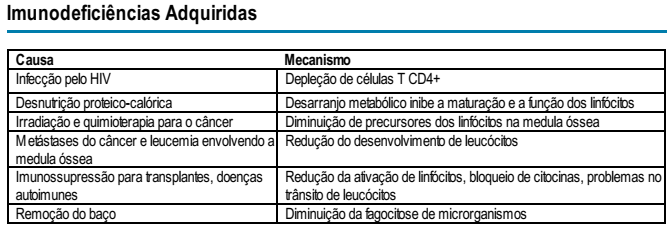 Imunodeficiências Adquiridas
Causa Mecanismo
Infecção pelo HIV Depleção de células T CD4+
Desnutrição proteico-calórica Desarranjo metabólico inibe a maturação e a função dos linfócitos
Irradiação e quimioterapia para o câncer Diminuição de precursores dos linfócitos na medula óssea
Metástases do câncer e leucemia envolvendo a Redução do desenvolvimento de leucócitos
medula óssea
Imunossupressão para transplantes, doenças Redução da ativação de linfócitos, bloqueio de citocinas, problemas no
autoimunes trânsito de leucócitos
Remoção do baço Diminuição da fagocitose de microrganismos